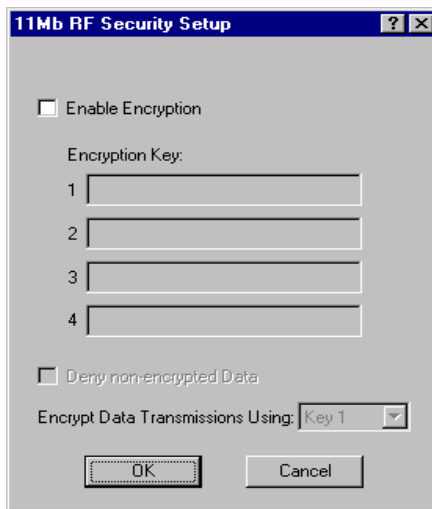 11Mb RF Security Setup
Enable Encryption
Encryption Key:
1
2
3
4
Deny non-encrypted Data
Encrypt Data Transmissions Using: Key 1
OK Cancel